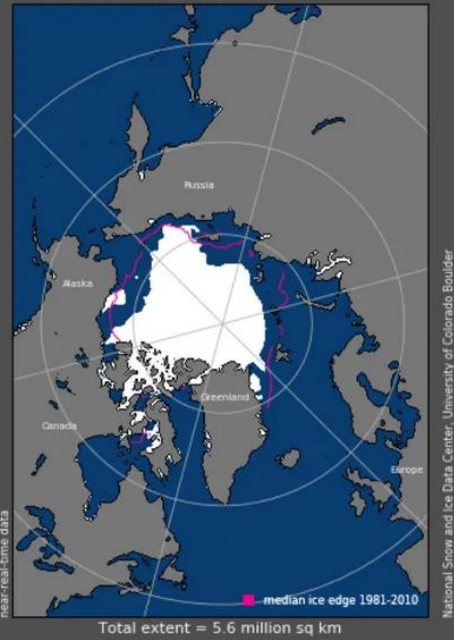 Russia
Alaska
Greenland
Canada
Europe
median ice edge 1981-2010
Total extent = 5.6 million sq km
near-real-time data
National Snow and Ice Data Center, University of Colorado Boulder